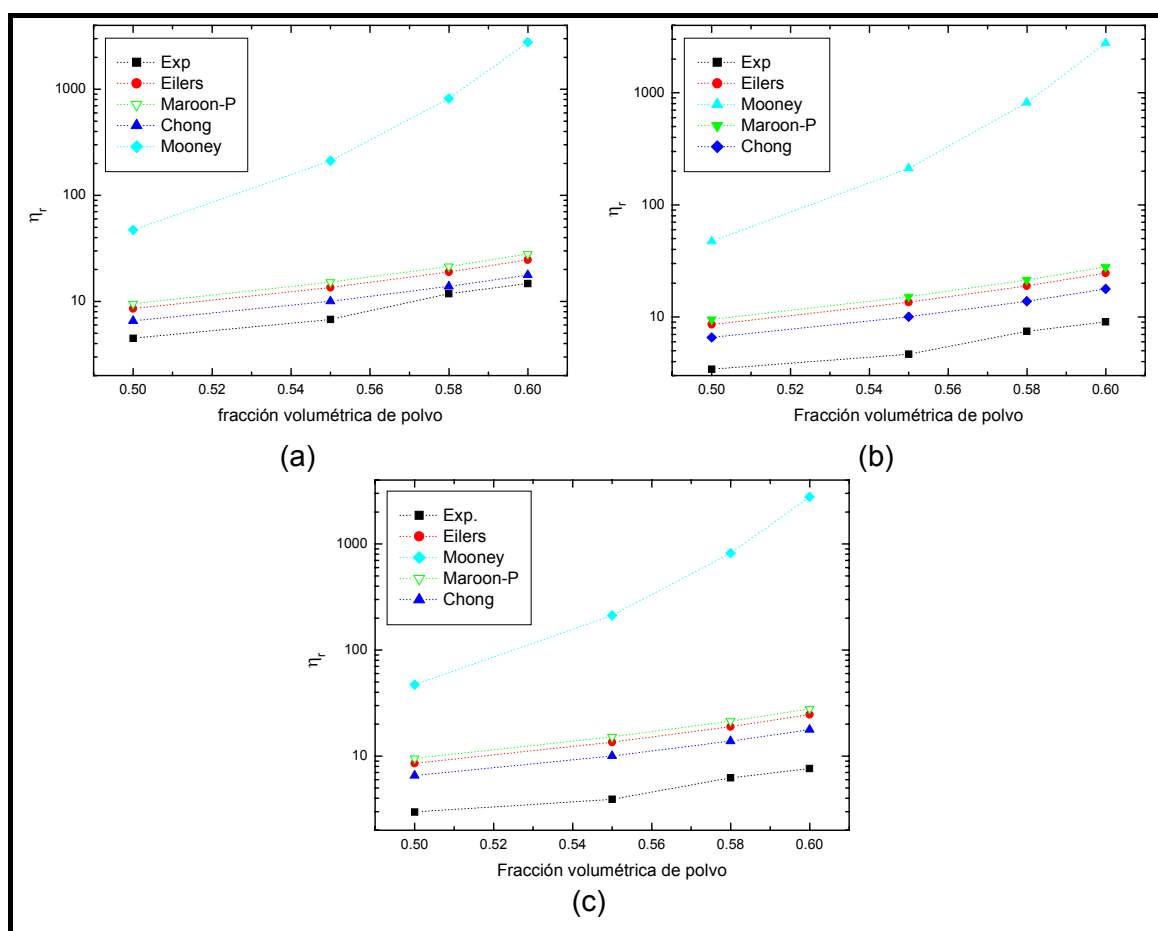 Exp
Eilers
Maroon-P
Chong
Mooney
1000
100
10
ηr
0.50 0.52 0.54 0.56 0.58 0.60
fracción volumétrica de polvo
(a)
Exp
Eilers
Mooney
Maroon-P
Chong
1000
100
10
ηr
0.50 0.52 0.54 0.56 0.58 0.60
Fracción volumétrica de polvo
(b)
Exp.
Eilers
Mooney
Maroon-P
Chong
1000
100
10
ηr
0.50 0.52 0.54 0.56 0.58 0.60
Fracción volumétrica de polvo
(c)